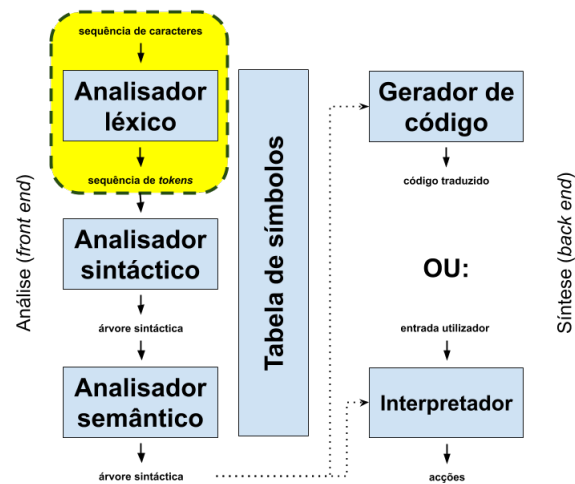 sequência de caracteres
Analisador
léxico
sequência de tokens
Analisador
sintáctico
árvore sintáctica
Analisador
semântico
árvore sintáctica
Análise (front end)
Tabela de símbolos
Gerador de
código
código traduzido
OU:
entrada utilizador
Interpretador
acções
Síntese (back end)